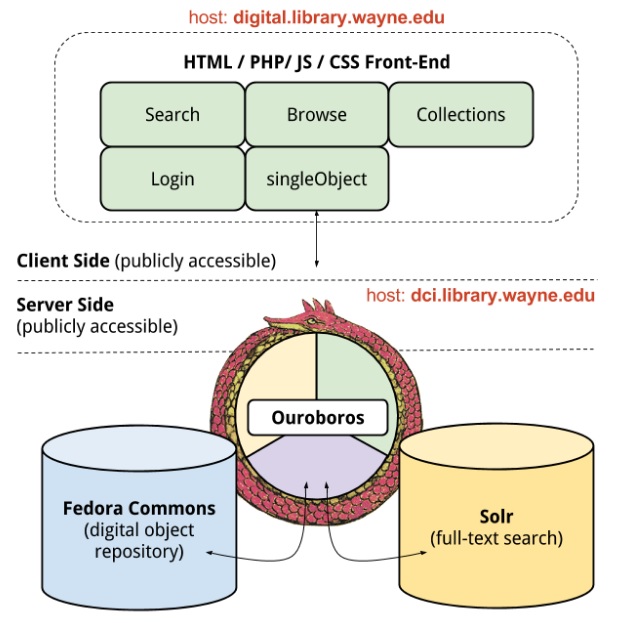 host: digital.library.wayne.edu
HTML / PHP/ JS / CSS Front-End
Search
Browse
Collections
Login
singleObject
Client Side (publicly accessible)
host: dci.library.wayne.edu
Server Side
(publicly accessible)
Ouroboros
Fedora Commons
(digital object
repository)
Solr
(full-text search)